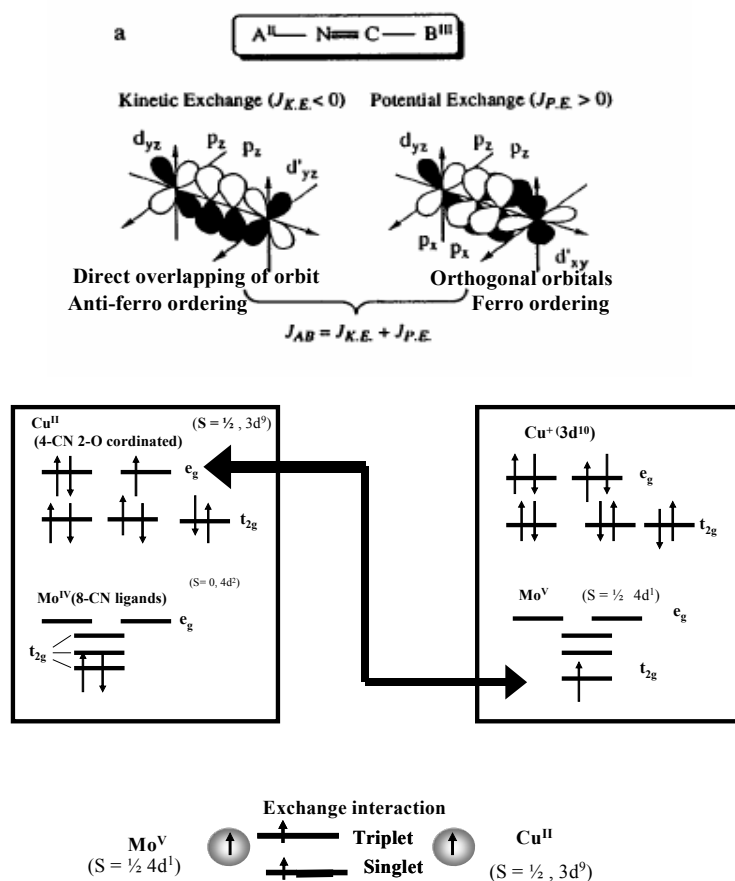 a
A^II— N≡C — B^III
Kinetic Exchange (J_K.E. < 0) Potential Exchange (J_P.E. > 0)
d_yz p_z p_z d'_yz d_yz p_z p_z
p_x p_x d'_xy
Direct overlapping of orbit Orthogonal orbitals
Anti-ferro ordering Ferro ordering
J_AB = J_K.E. + J_P.E.
Cu^II (S = ½ , 3d^9)
(4-CN 2-O cordinated)
e_g
t_2g
(S= 0, 4d^2)
Mo^IV (8-CN ligands)
e_g
t_2g
Cu^+ (3d^10)
e_g
t_2g
Mo^V (S = ½ 4d^1)
e_g
t_2g
Exchange interaction
Mo^V Triplet Cu^II
(S = ½ 4d^1) Singlet (S = ½ , 3d^9)